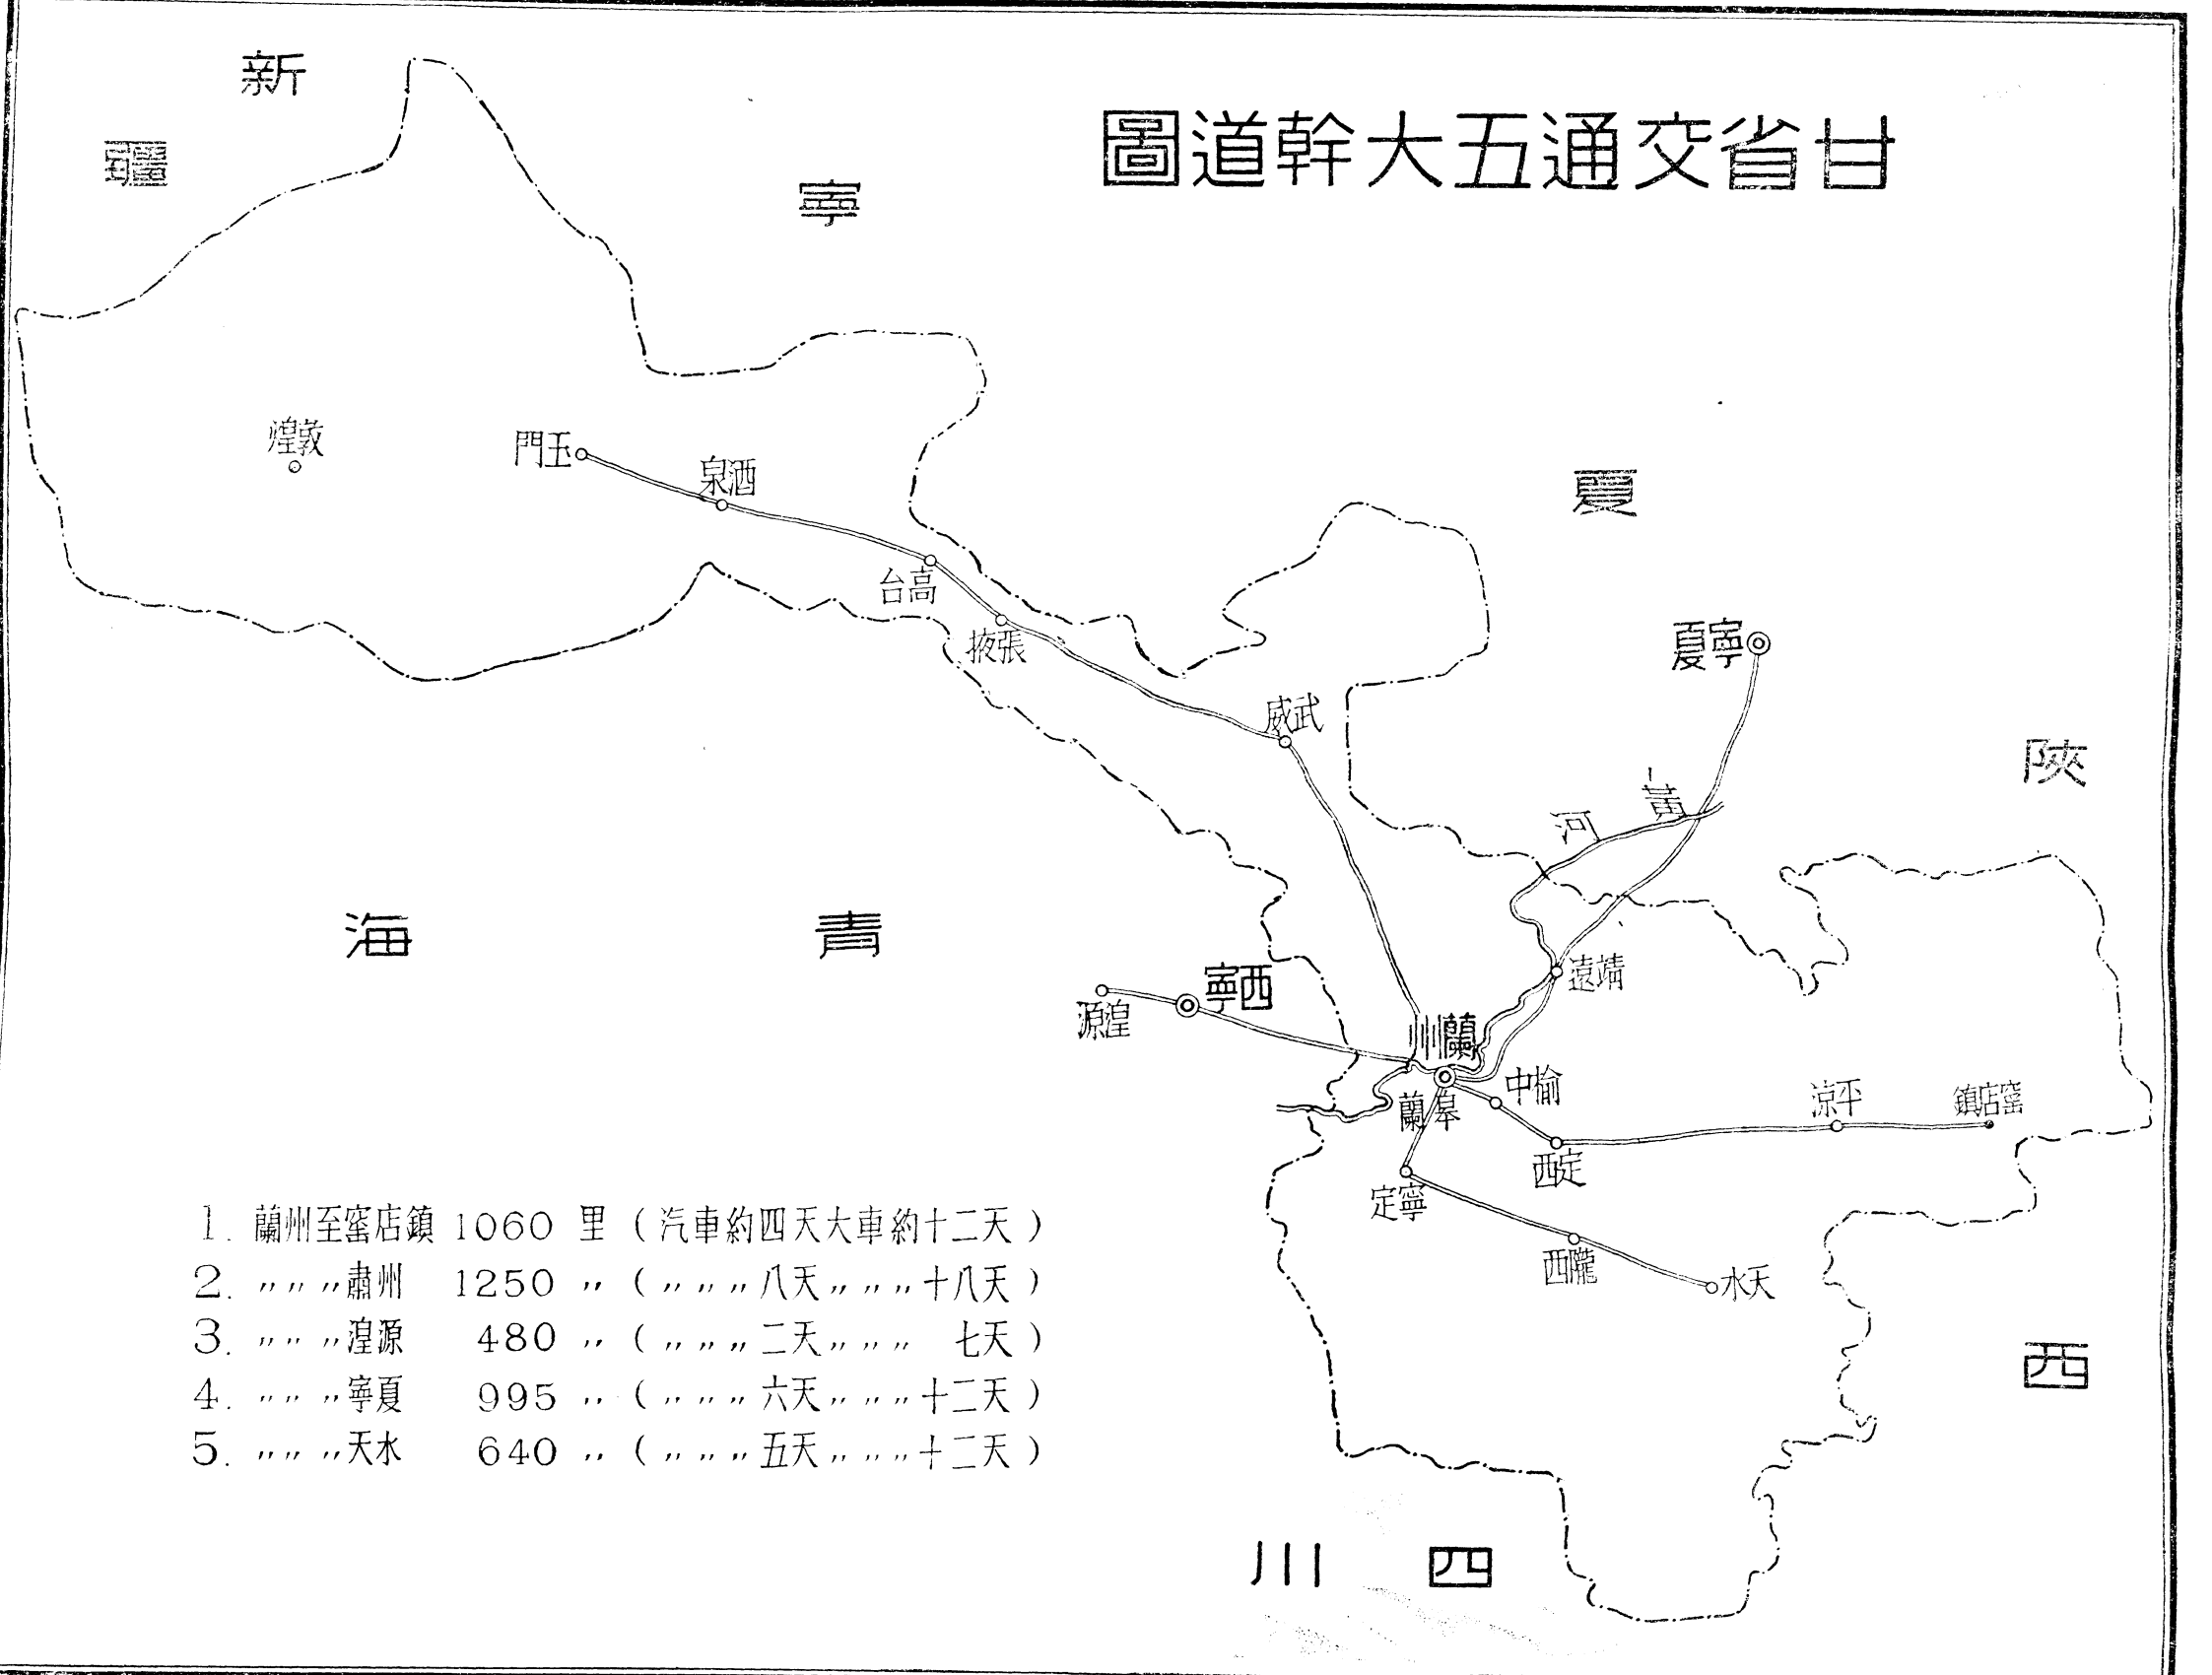 甘省交通五大幹道圖
新
疆
寧
夏
陝
西
青
海
四
川
敦煌
玉門
酒泉
高台
張掖
武威
寧夏
黃
河
靖遠
西寧
湟源
蘭州
皋蘭
榆中
定西
平涼
窰店鎮
寧定
隴西
天水
1. 蘭州至窰店鎮 1060 里 (汽車約四天大車約十二天)
2. 〃〃〃肅州 1250 〃 (〃〃〃八天〃〃〃十八天)
3. 〃〃〃湟源 480 〃 (〃〃〃二天〃〃〃 七天)
4. 〃〃〃寧夏 995 〃 (〃〃〃六天〃〃〃十二天)
5. 〃〃〃天水 640 〃 (〃〃〃五天〃〃〃十二天)